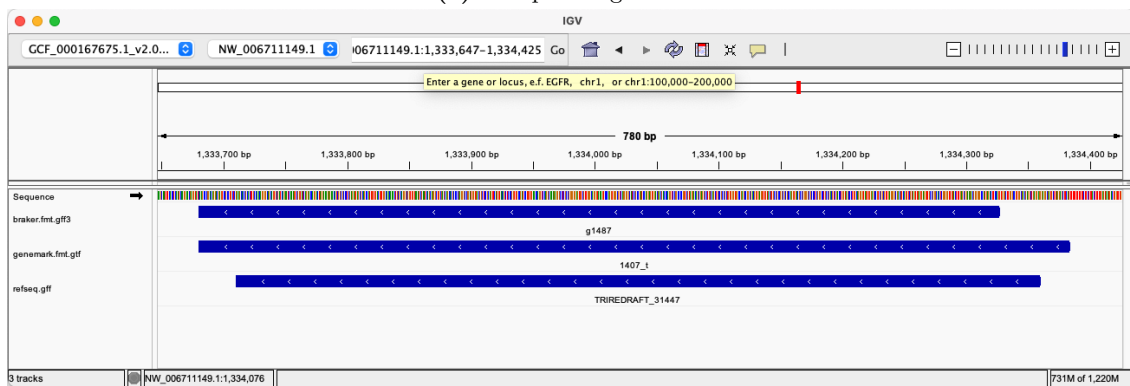 IGV
GCF_000167675.1_v2.0... NW_006711149.1 )06711149.1:1,333,647-1,334,425 Go
Enter a gene or locus, e.f. EGFR, chr1, or chr1:100,000-200,000
780 bp
1,333,700 bp 1,333,800 bp 1,333,900 bp 1,334,000 bp 1,334,100 bp 1,334,200 bp 1,334,300 bp 1,334,400 bp
Sequence
braker.fmt.gff3
g1487
genemark.fmt.gtf
1407_t
refseq.gff
TRIREDRAFT_31447
3 tracks NW_006711149.1:1,334,076 731M of 1,220M